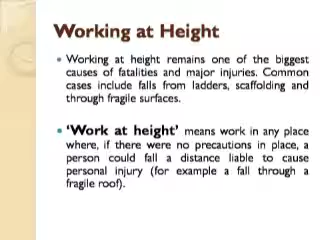 Working at Height
Working at height remains one of the biggest
causes of fatalities and major injuries. Common
cases include falls from ladders, scaffolding and
through fragile surfaces.
‘Work at height’ means work in any place
where, if there were no precautions in place, a
person could fall a distance liable to cause
personal injury (for example a fall through a
fragile roof).